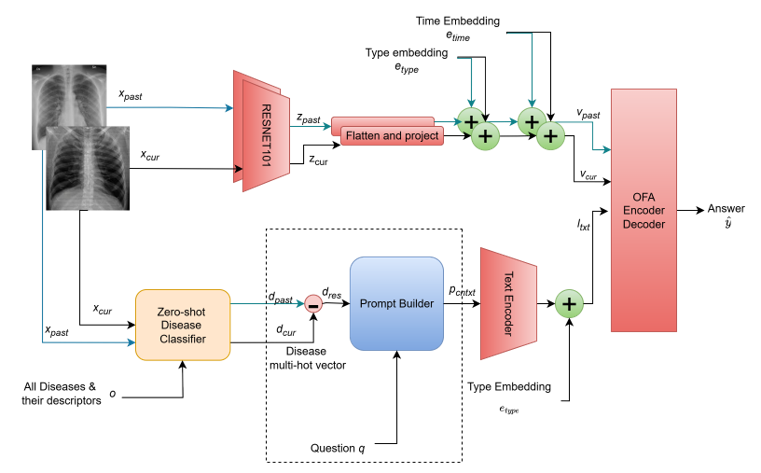 Time Embedding
e_time
Type embedding
e_type
x_past
RESNET101
z_past
Flatten and project
+
+
+
+
v_past
x_cur
z_cur
v_cur
OFA
Encoder
Decoder
Answer
ŷ
l_txt
x_cur
x_past
Zero-shot
Disease
Classifier
d_past
-
d_res
d_cur
Disease
multi-hot vector
Prompt Builder
p_cntxt
Text Encoder
+
All Diseases &
their descriptors o
Type Embedding
e_type
Question q